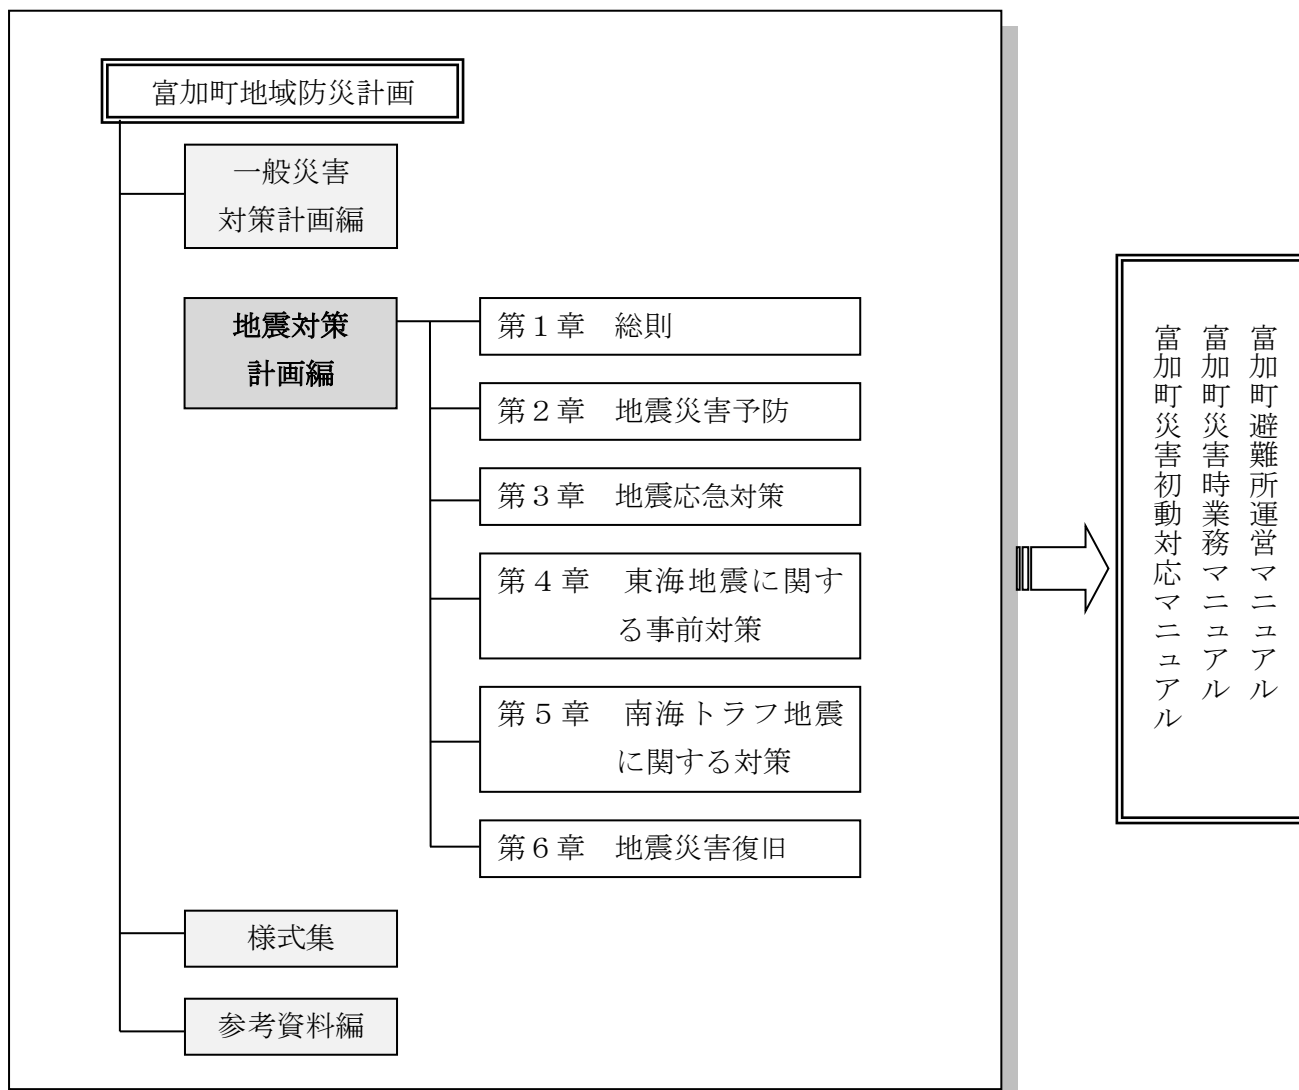 富加町地域防災計画
一般災害
対策計画編
地震対策
計画編
第１章　総則
第２章　地震災害予防
第３章　地震応急対策
第４章　東海地震に関す
る事前対策
第５章　南海トラフ地震
に関する対策
第６章　地震災害復旧
様式集
参考資料編
富加町避難所運営マニュアル
富加町災害時業務マニュアル
富加町災害初動対応マニュアル